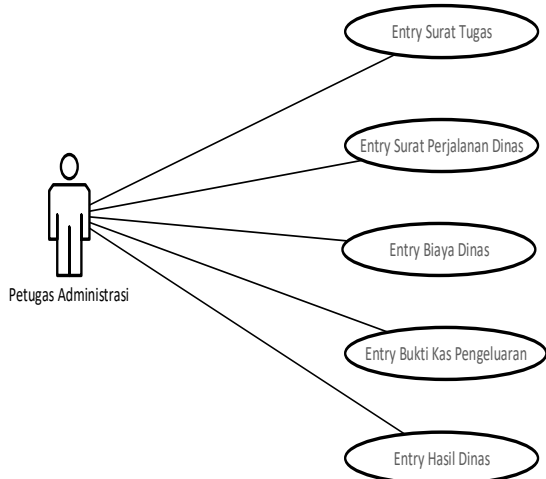 Entry Surat Tugas
Entry Surat Perjalanan Dinas
Entry Biaya Dinas
Petugas Administrasi
Entry Bukti Kas Pengeluaran
Entry Hasil Dinas